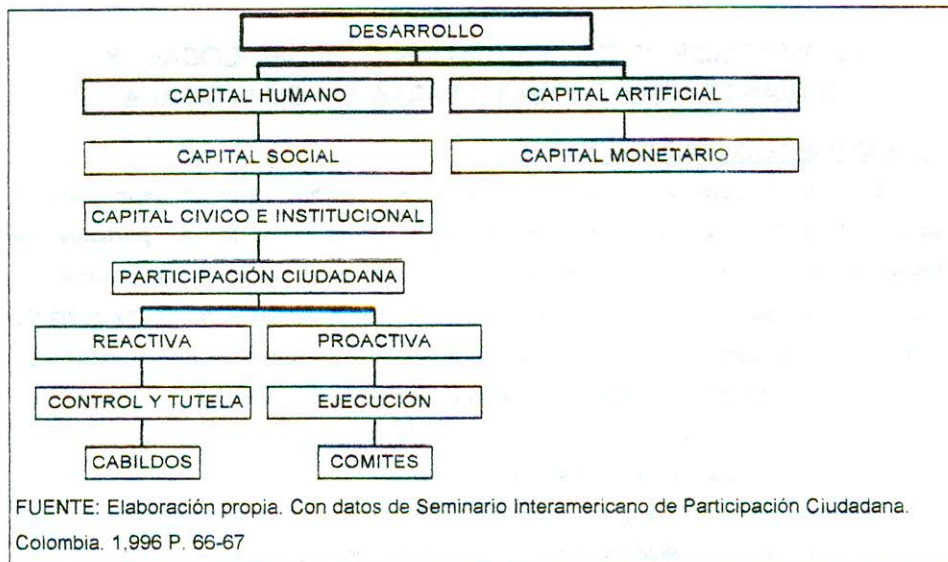 DESARROLLO
CAPITAL HUMANO
CAPITAL ARTIFICIAL
CAPITAL SOCIAL
CAPITAL MONETARIO
CAPITAL CIVICO E INSTITUCIONAL
PARTICIPACIÓN CIUDADANA
REACTIVA
PROACTIVA
CONTROL Y TUTELA
EJECUCIÓN
CABILDOS
COMITES
FUENTE: Elaboración propia. Con datos de Seminario Interamericano de Participación Ciudadana.
Colombia. 1,996 P. 66-67